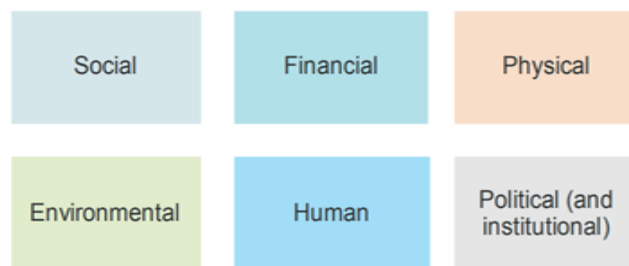 Social
Financial
Physical
Environmental
Human
Political (and
institutional)